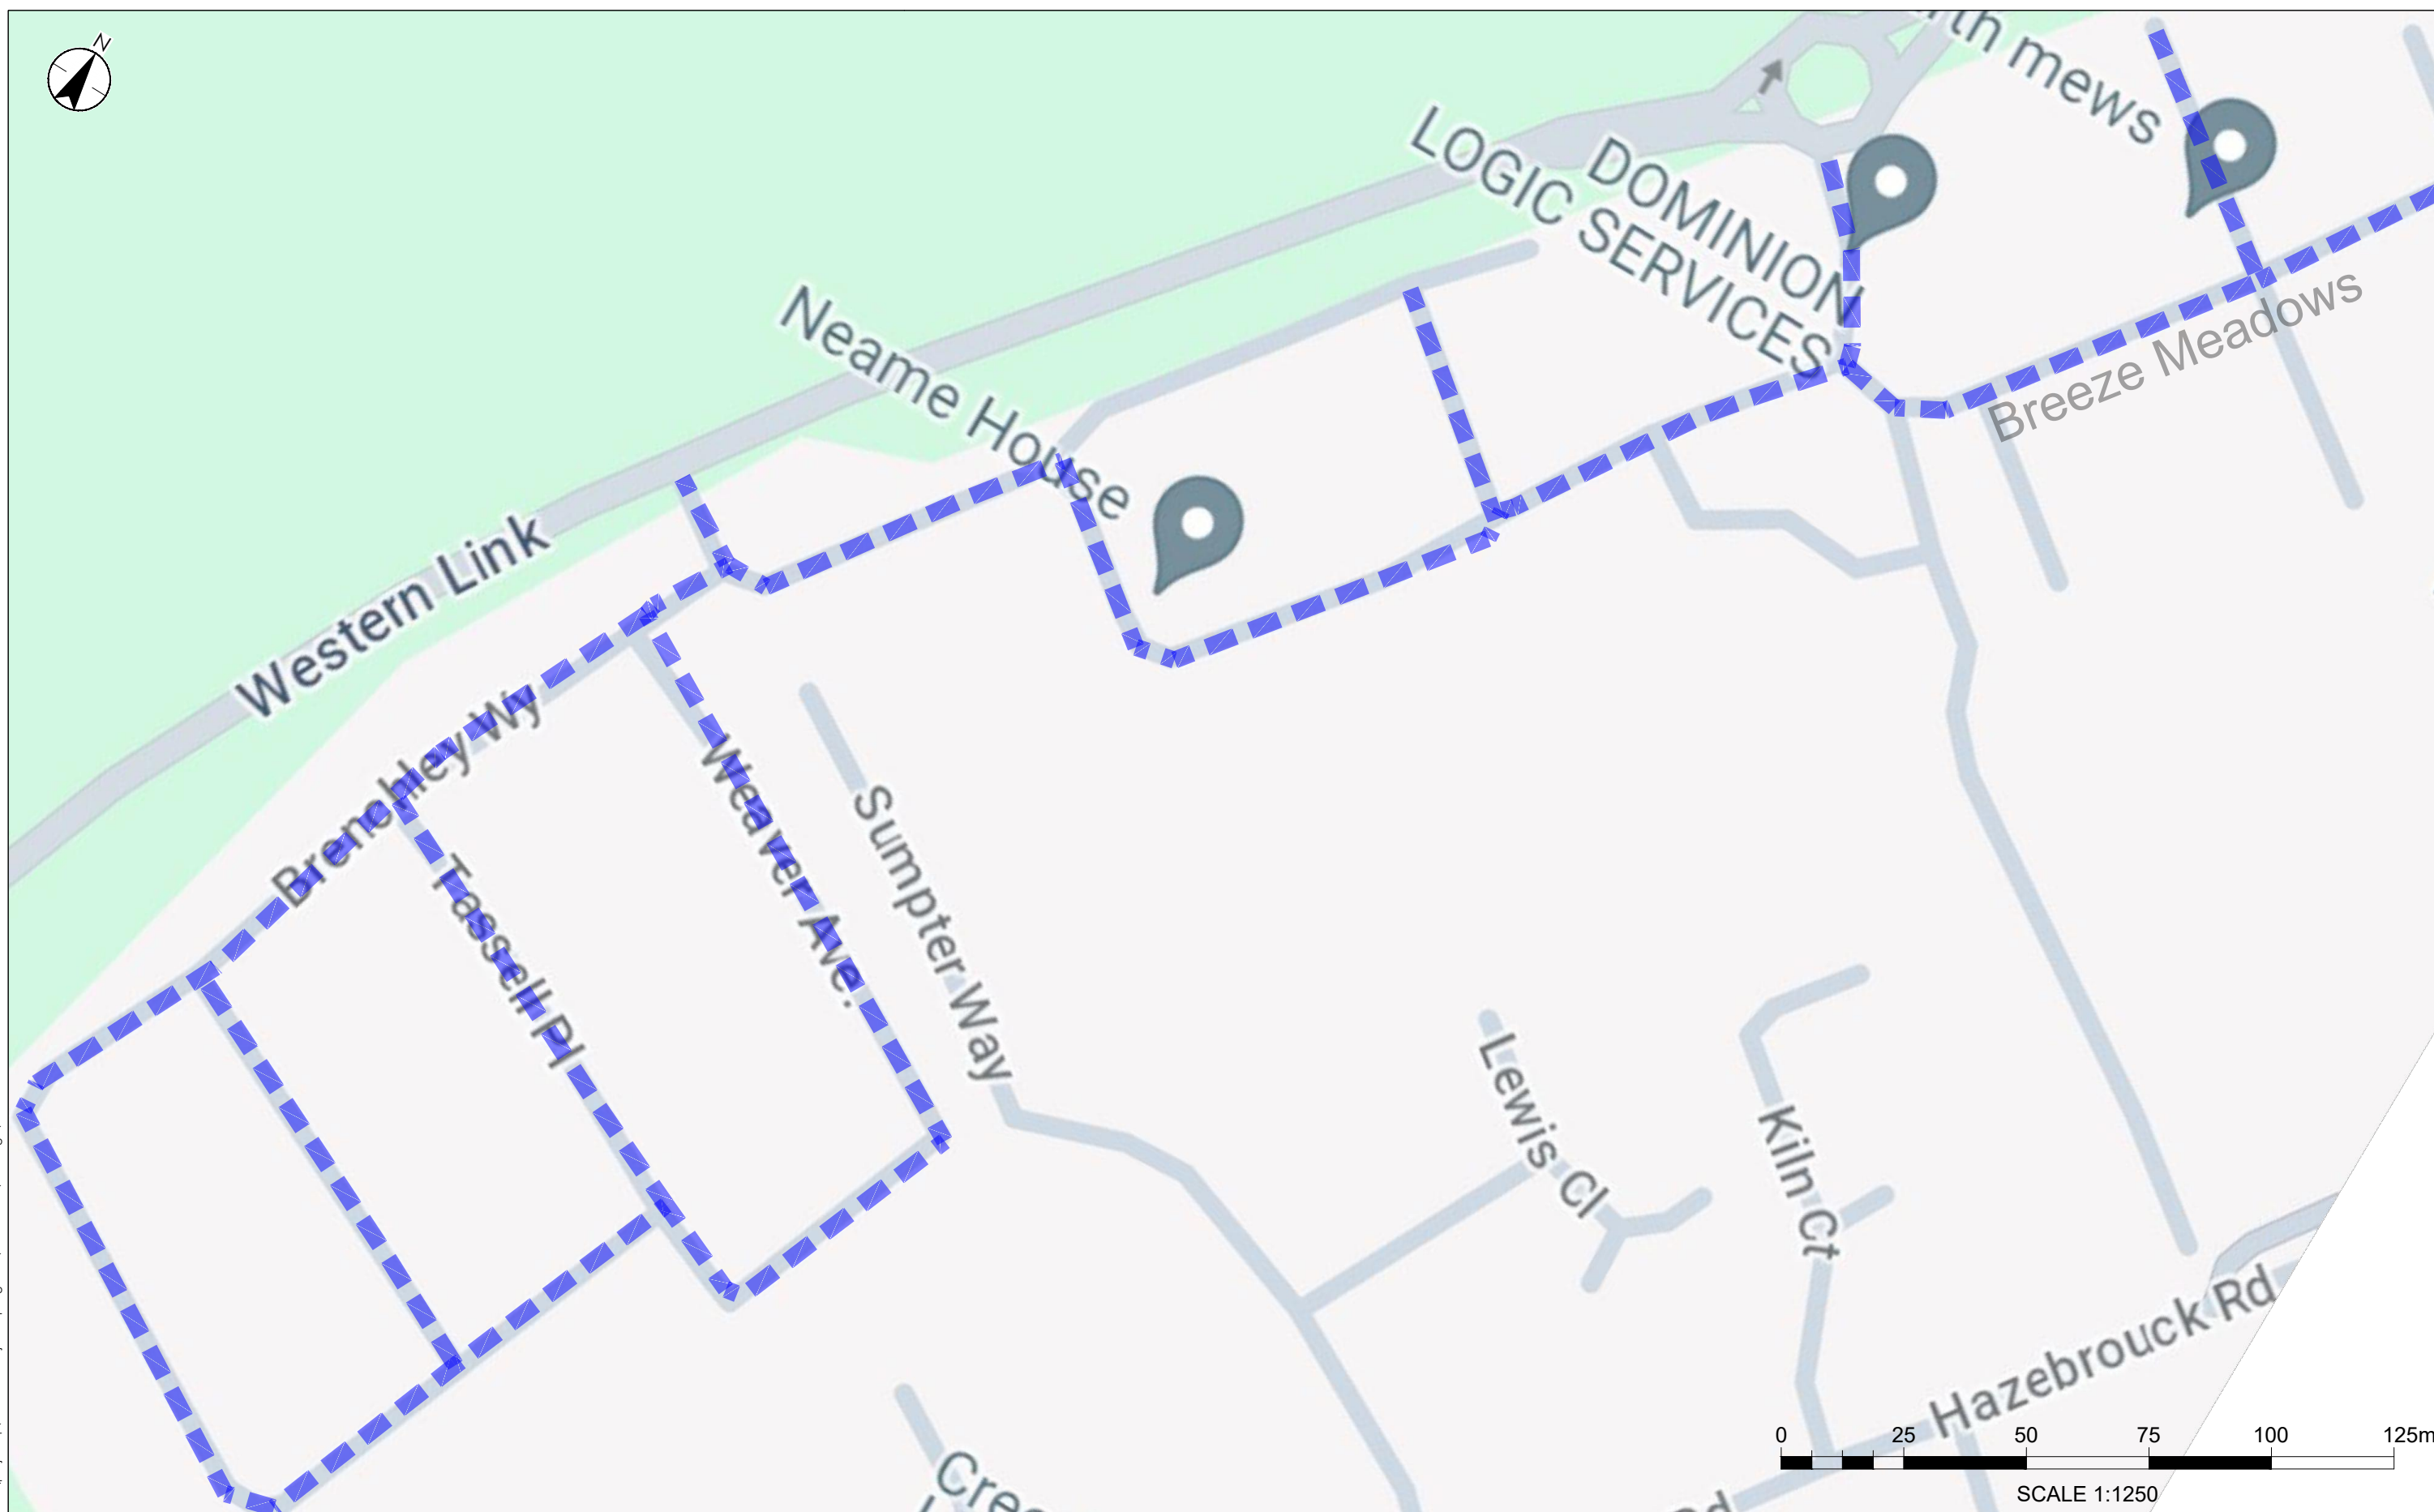 N
mews
LOGIC SERVICES
DOMINION
Neame House
Breeze Meadows
Western Link
Brenchley Wy
Weaver Ave.
Tassell Pl
Sumpter Way
Lewis Cl
Kiln Ct
Hazebrouck Rd
0 25 50 75 100 125m
SCALE 1:1250